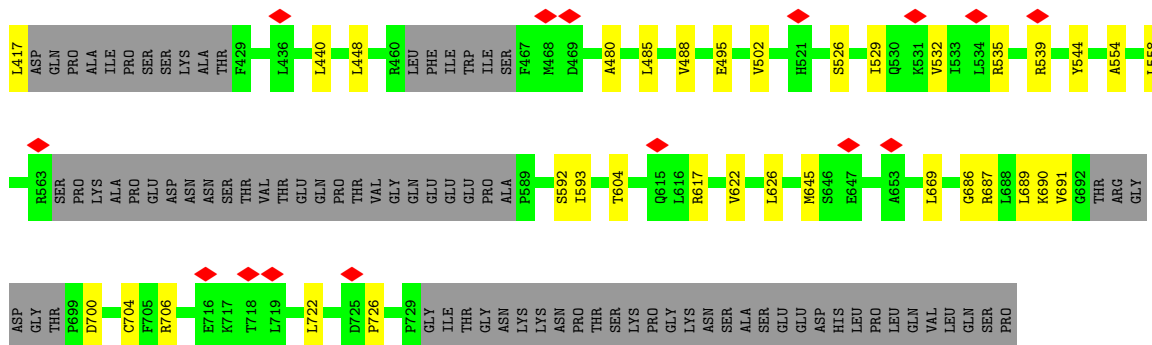 L417 ASP GLN PRO ALA ILE PRO SER SER LYS ALA THR F429 L436 L440 L448 R460 LEU PHE ILE TRP ILE SER F467 M468 D469 A480 L485 V488 E495 V502 H521 S526 I529 Q530 K531 V532 I533 L534 R535 R539 Y544 A554
R563 SER PRO LYS ALA PRO GLU ASP ASN ASN SER THR VAL THR GLU GLN PRO THR VAL GLY GLN GLU GLU GLU PRO ALA P589 S592 I593 T604 Q615 L616 R617 V622 L626 M645 S646 E647 A653 L669 G686 R687 L688 L689 K690 V691 G692 THR ARG GLY
ASP GLY THR P699 D700 C704 F705 R706 E716 K717 T718 L719 L722 D725 P726 P729 GLY ILE THR GLY ASN LYS LYS ASN PRO THR SER LYS PRO GLY LYS ASN SER ALA SER GLU GLU ASP HIS LEU PRO LEU GLN VAL LEU GLN SER PRO